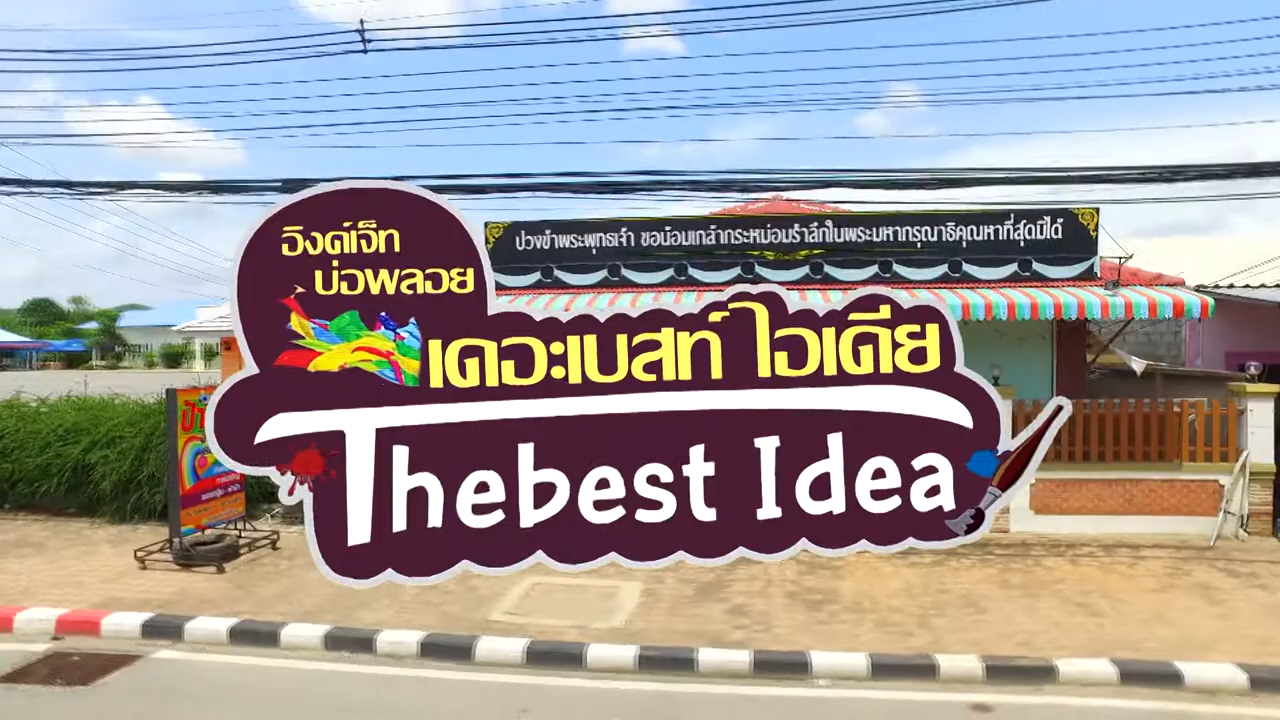 ปวงข้าพระพุทธเจ้า ขอน้อมเกล้ากระหม่อมรำลึกในพระมหากรุณาธิคุณหาที่สุดมิได้
อิงค์เจ็ท
บ่อพลอย
เดอะเบสท์ ไอเดีย
Thebest Idea
ป้า